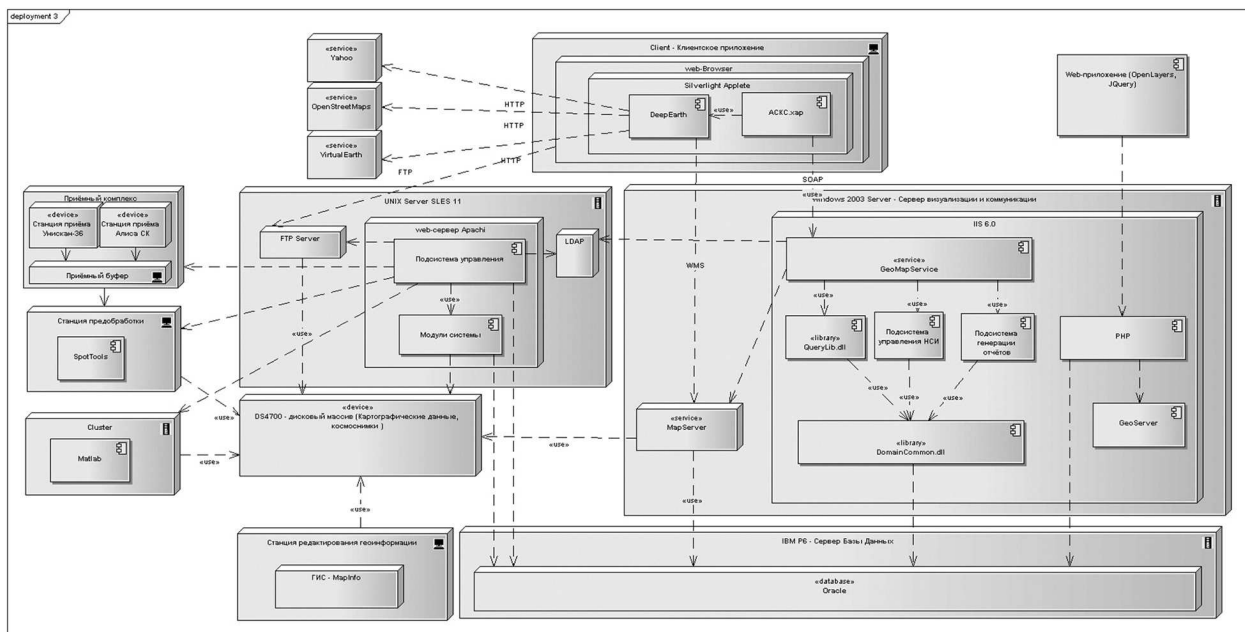 deployment 3
«service»
Yahoo
«service»
OpenStreetMaps
«service»
VirtualEarth
HTTP
HTTP
HTTP
FTP
Client - Клиентское приложение
web-Browser
Silverlight Applete
DeepEarth
«use»
АСКС.xap
Web-приложение (OpenLayers,
JQuery)
SOAP
«use»
WMS
Приёмный комплекс
«device»
Станция приёма
Унискан-36
«device»
Станция приёма
Алиса СК
Приёмный буфер
Станция предобработки
SpotTools
«use»
Cluster
Matlab
«use»
UNIX Server SLES 11
FTP Server
«use»
web-сервер Apachi
Подсистема управления
«use»
Модули системы
LDAP
«device»
DS4700 - дисковый массив (Картографические данные,
космоснимки )
«use»
Станция редактирования геоинформации
ГИС - MapInfo
Windows 2003 Server - Сервер визуализации и коммуникации
IIS 6.0
«service»
GeoMapService
«use»
«use»
«use»
«library»
QueryLib.dll
Подсистема
управления НСИ
Подсистема
генерации
отчётов
PHP
«use»
«service»
MapServer
«use»
«library»
DomainCommon.dll
GeoServer
IBM P6 - Сервер Базы Данных
«database»
Oracle